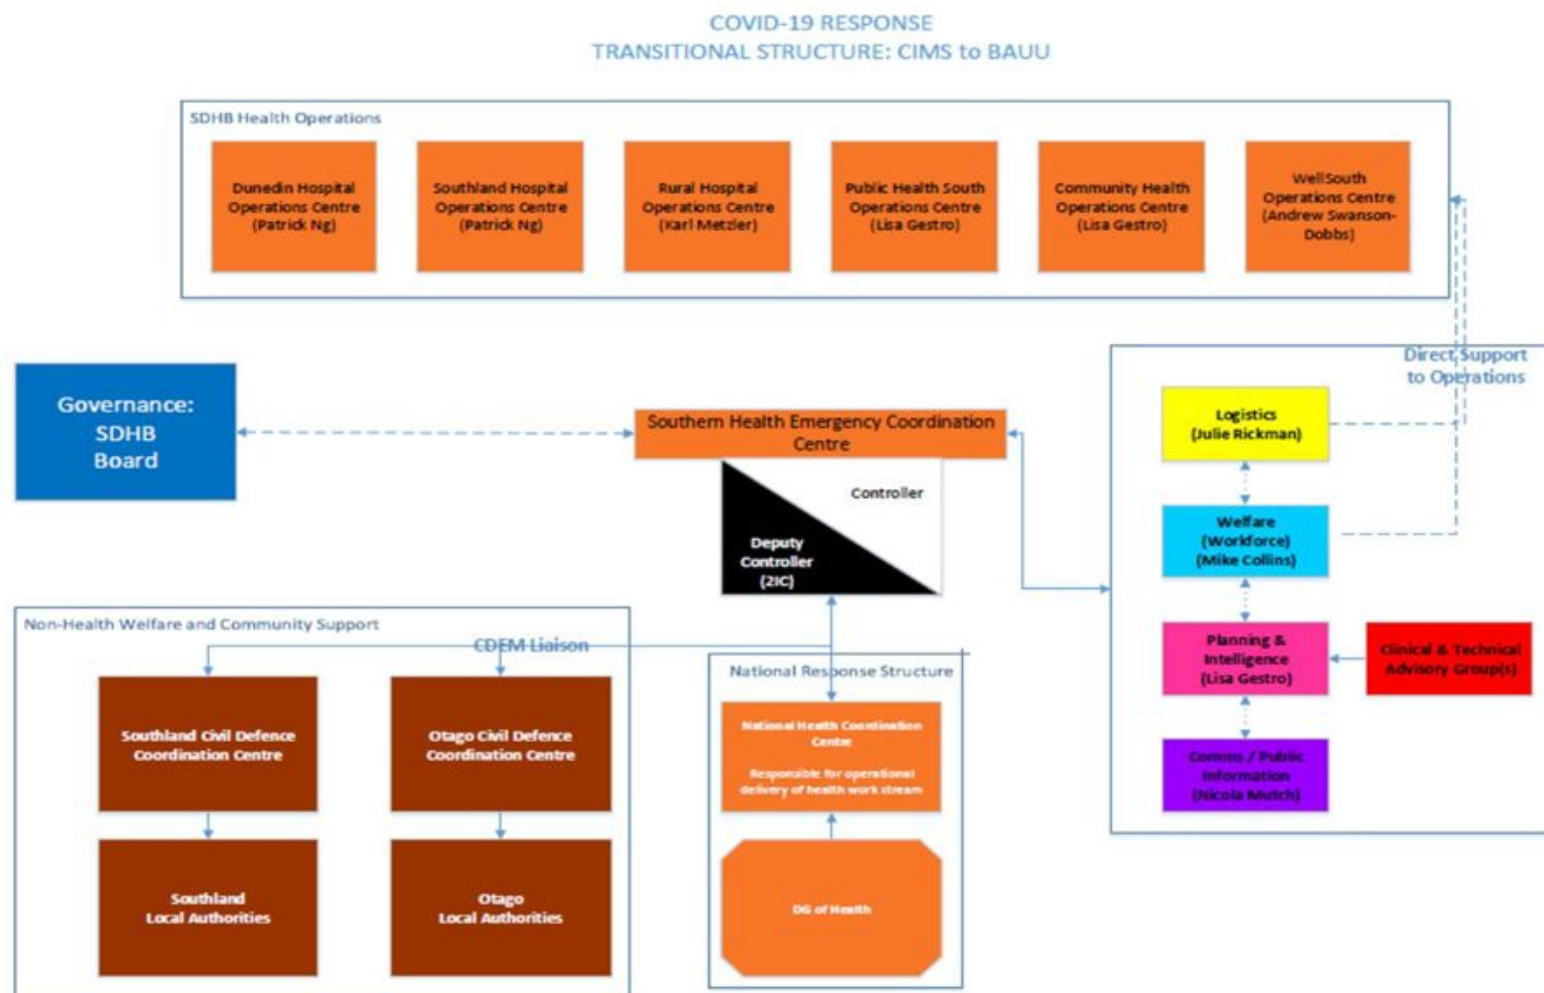 COVID-19 RESPONSE
TRANSITIONAL STRUCTURE: CIMS to BAUU
SDHB Health Operations
Dunedin Hospital
Operations Centre
(Patrick Ng)
Southland Hospital
Operations Centre
(Patrick Ng)
Rural Hospital
Operations Centre
(Karl Metzler)
Public Health South
Operations Centre
(Lisa Gestro)
Community Health
Operations Centre
(Lisa Gestro)
WellSouth
Operations Centre
(Andrew Swanson-
Dobbs)
Governance:
SDHB
Board
Southern Health Emergency Coordination
Centre
Controller
Deputy
Controller
(2IC)
Direct Support
to Operations
Logistics
(Julie Rickman)
Welfare
(Workforce)
(Mike Collins)
Planning &
Intelligence
(Lisa Gestro)
Clinical & Technical
Advisory Group(s)
Comms / Public
Information
(Nicola Mutch)
Non-Health Welfare and Community Support
CDEM Liaison
Southland Civil Defence
Coordination Centre
Otago Civil Defence
Coordination Centre
Southland
Local Authorities
Otago
Local Authorities
National Response Structure
National Health Coordination
Centre
Responsible for operational
delivery of health work stream
DG of Health